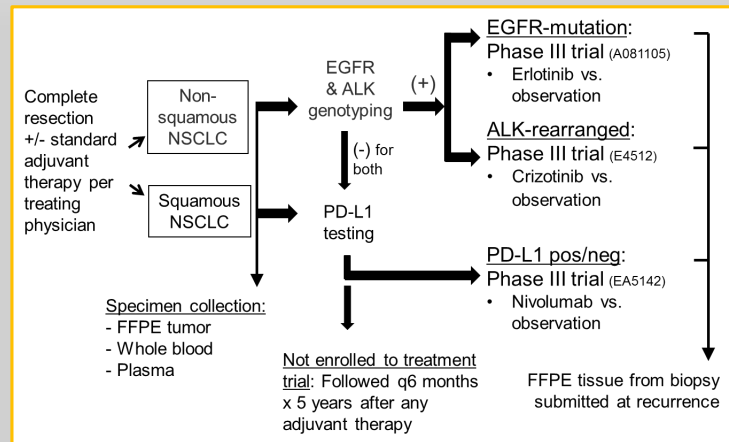 Complete
resection
+/- standard
adjuvant
therapy per
treating
physician
Non-
squamous
NSCLC
Squamous
NSCLC
Specimen collection:
- FFPE tumor
- Whole blood
- Plasma
EGFR
& ALK
genotyping
(+)
(-) for
both
PD-L1
testing
Not enrolled to treatment
trial: Followed q6 months
x 5 years after any
adjuvant therapy
EGFR-mutation:
Phase III trial (A081105)
• Erlotinib vs.
observation
ALK-rearranged:
Phase III trial (E4512)
• Crizotinib vs.
observation
PD-L1 pos/neg:
Phase III trial (EA5142)
• Nivolumab vs.
observation
FFPE tissue from biopsy
submitted at recurrence